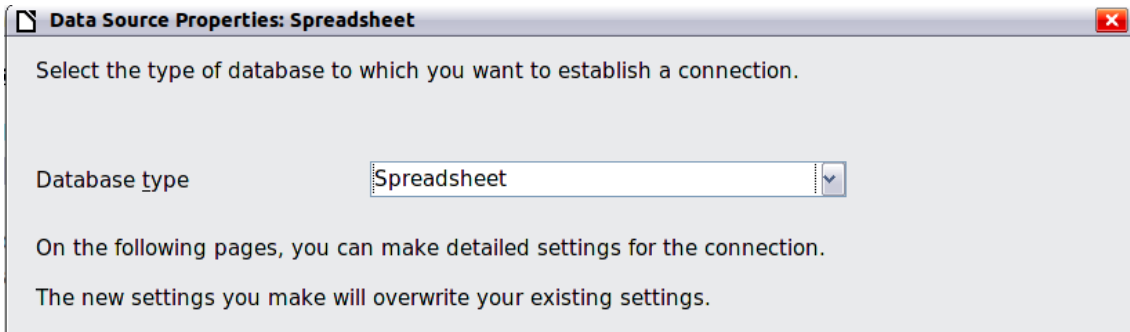 Data Source Properties: Spreadsheet
Select the type of database to which you want to establish a connection.
Database type Spreadsheet
On the following pages, you can make detailed settings for the connection.
The new settings you make will overwrite your existing settings.